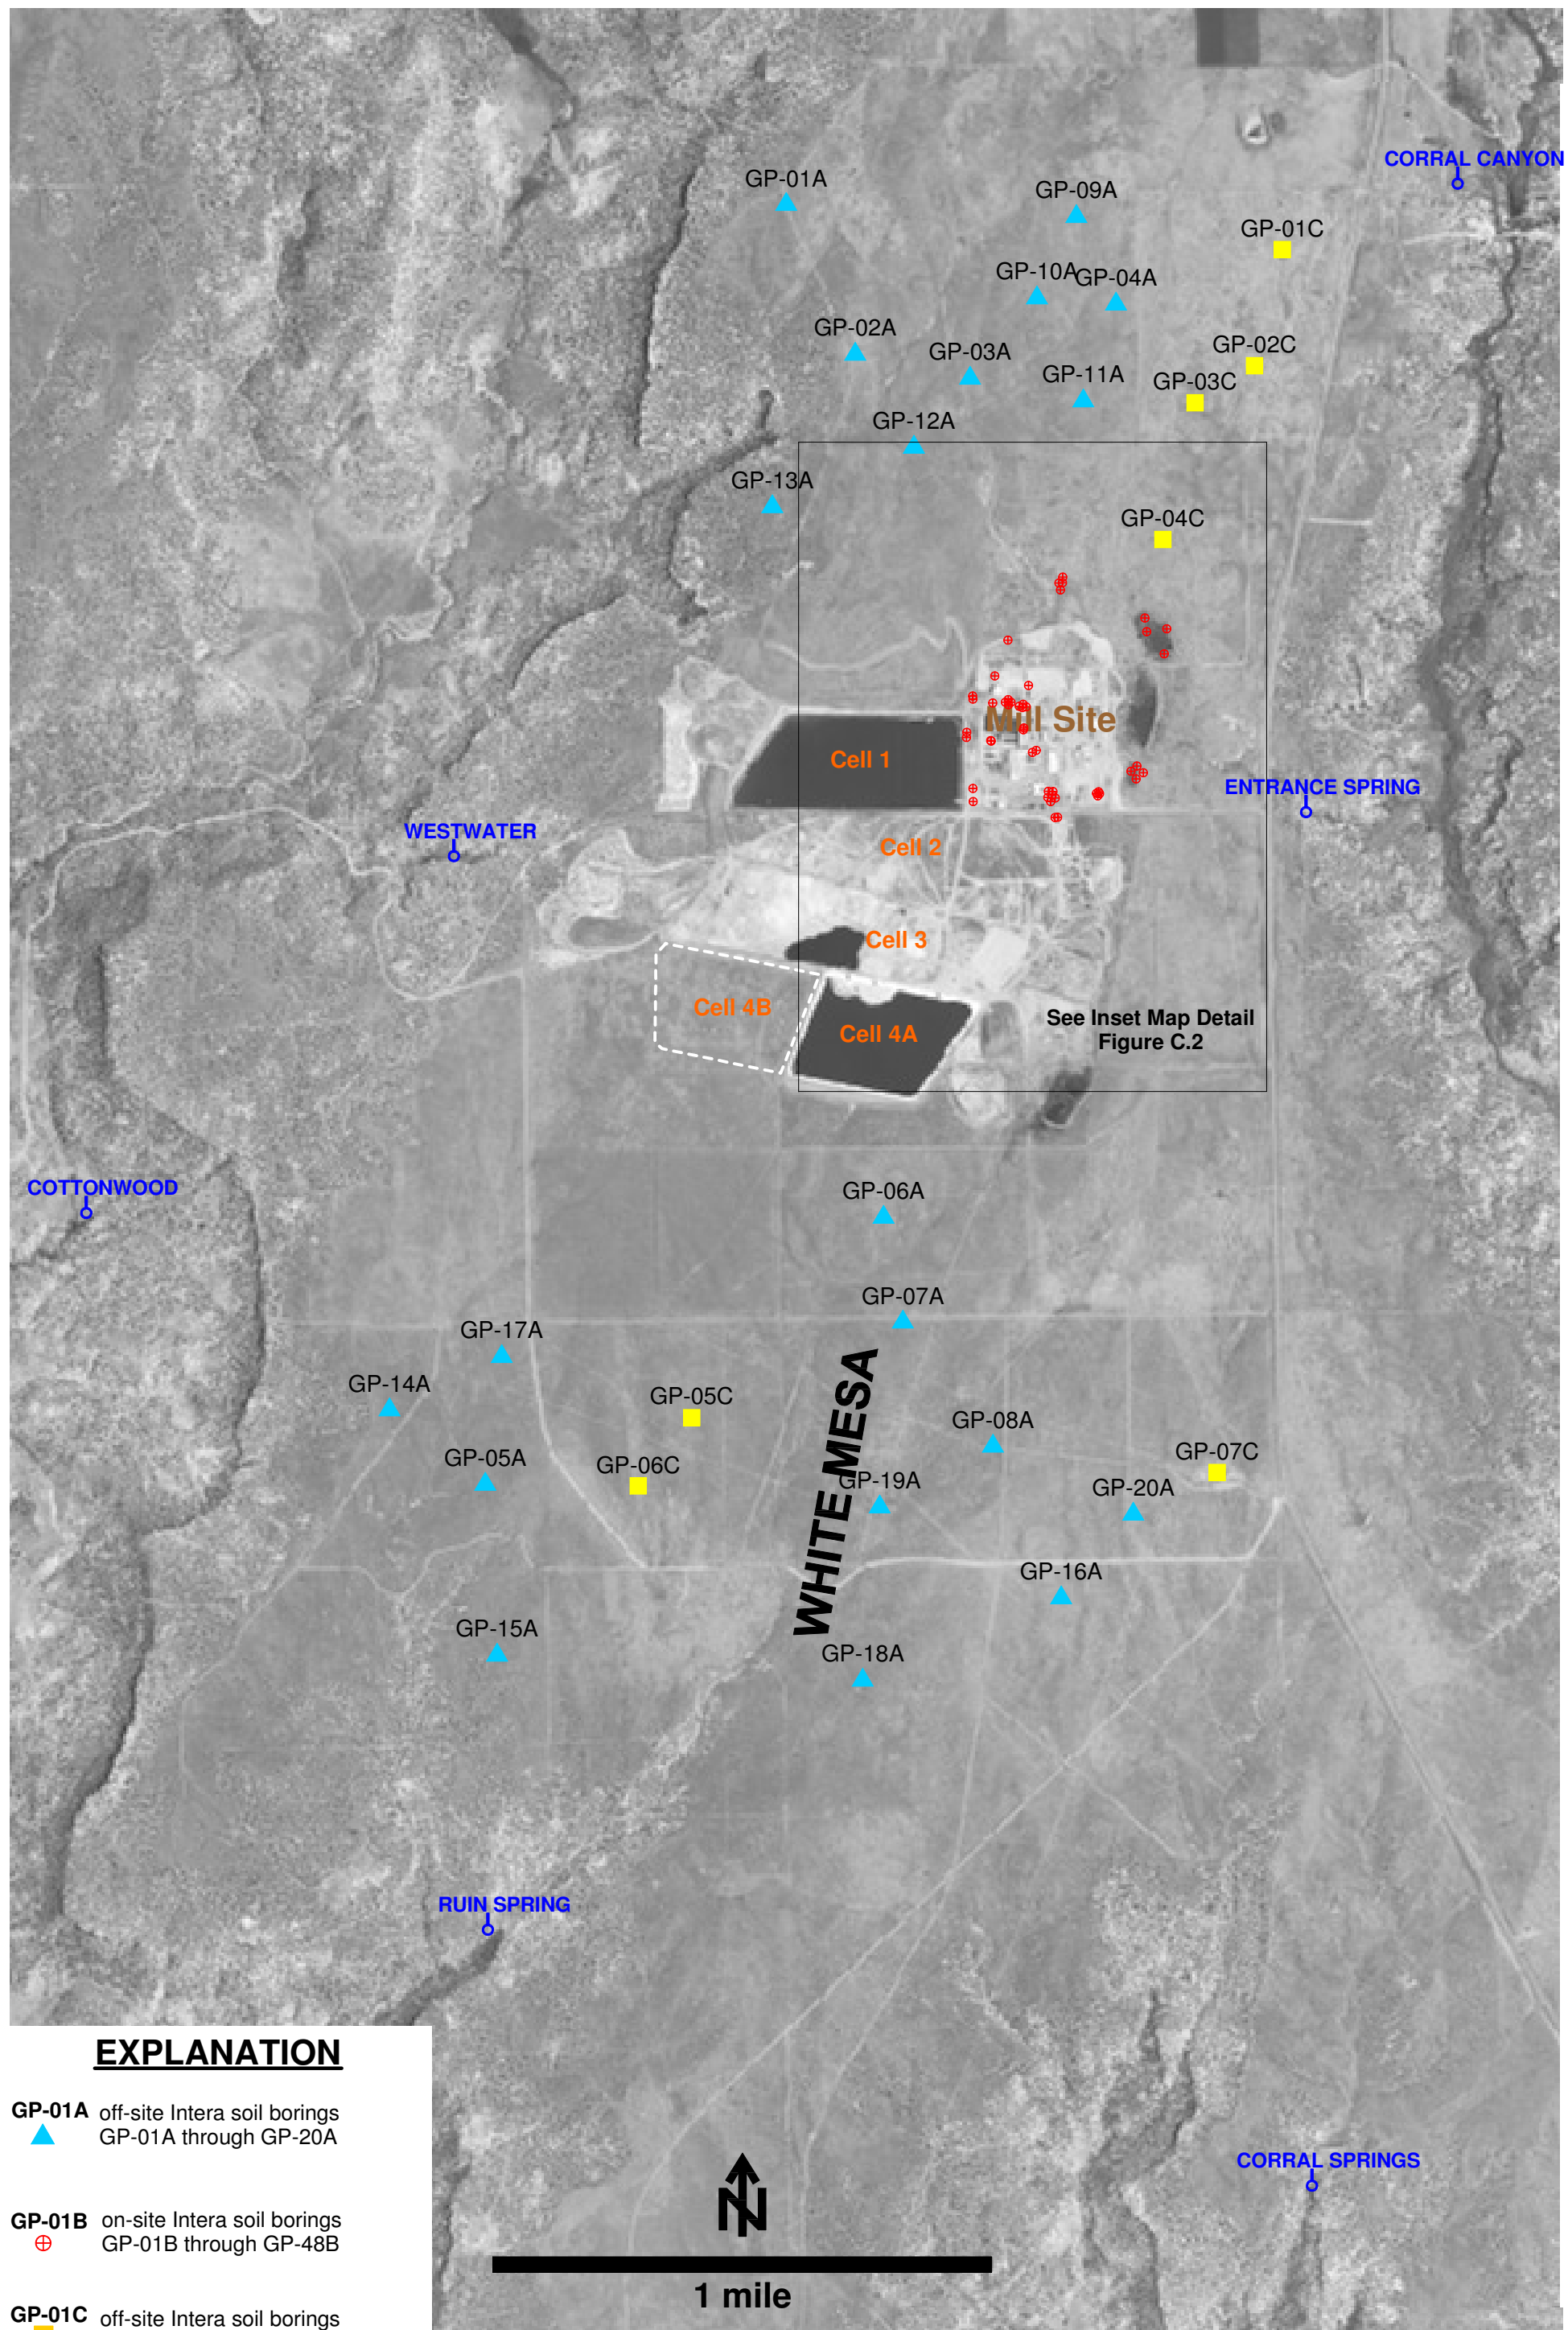 CORRAL CANYON
GP-01A
GP-09A
GP-01C
GP-10A
GP-04A
GP-02A
GP-03A
GP-02C
GP-11A
GP-03C
GP-12A
GP-13A
GP-04C
Mill Site
Cell 1
ENTRANCE SPRING
WESTWATER
Cell 2
Cell 3
Cell 4B
Cell 4A
See Inset Map Detail
Figure C.2
COTTONWOOD
GP-06A
GP-07A
GP-17A
GP-14A
GP-05C
GP-08A
GP-05A
GP-06C
GP-07C
GP-19A
GP-20A
WHITE MESA
GP-16A
GP-15A
GP-18A
RUIN SPRING
EXPLANATION
GP-01A off-site Intera soil borings
GP-01A through GP-20A
GP-01B on-site Intera soil borings
GP-01B through GP-48B
GP-01C off-site Intera soil borings
CORRAL SPRINGS
N
1 mile